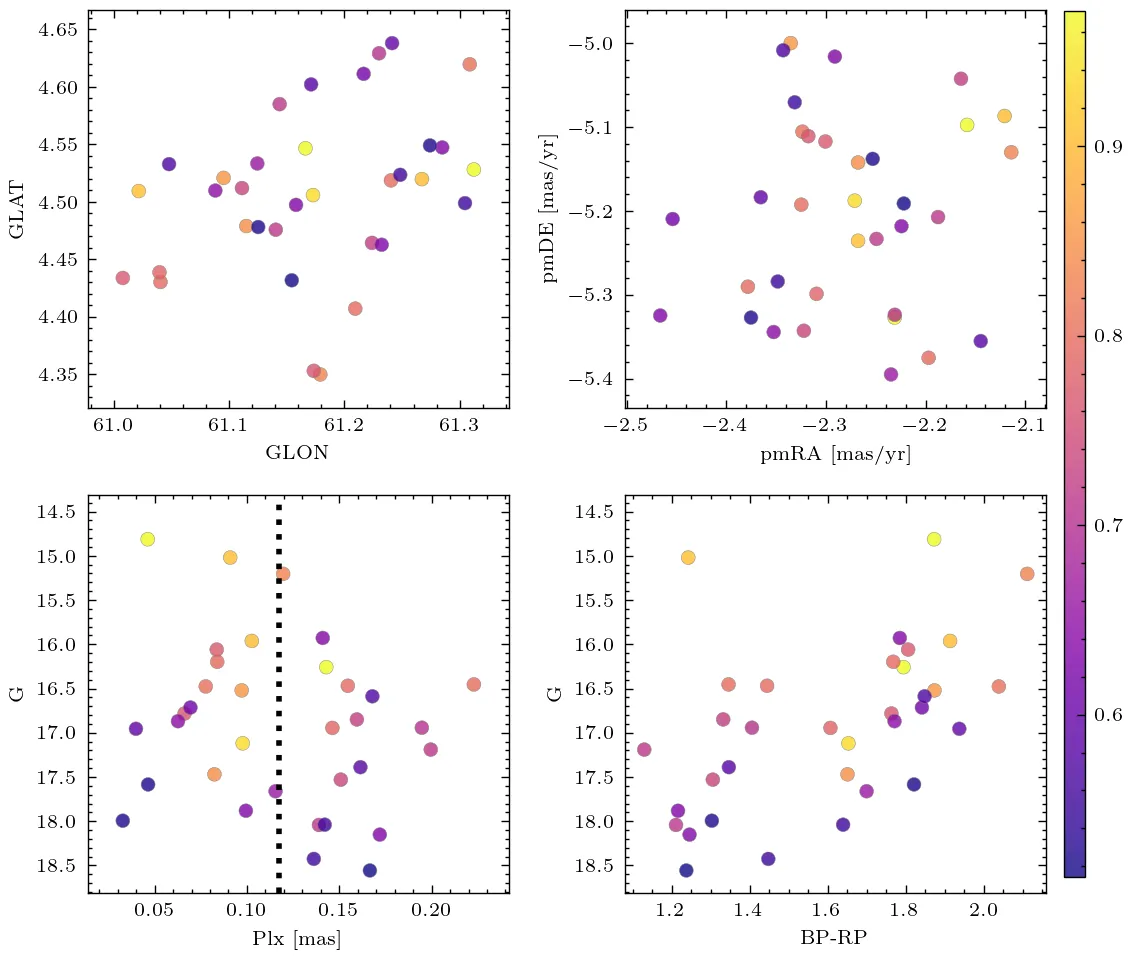 4.65
4.60
4.55
4.50
4.45
4.40
4.35
GLAT
61.0 61.1 61.2 61.3
GLON
−5.0
−5.1
−5.2
−5.3
−5.4
pmDE [mas/yr]
−2.5 −2.4 −2.3 −2.2 −2.1
pmRA [mas/yr]
0.9
0.8
0.7
0.6
14.5
15.0
15.5
16.0
16.5
17.0
17.5
18.0
18.5
G
0.05 0.10 0.15 0.20
Plx [mas]
14.5
15.0
15.5
16.0
16.5
17.0
17.5
18.0
18.5
G
1.2 1.4 1.6 1.8 2.0
BP-RP